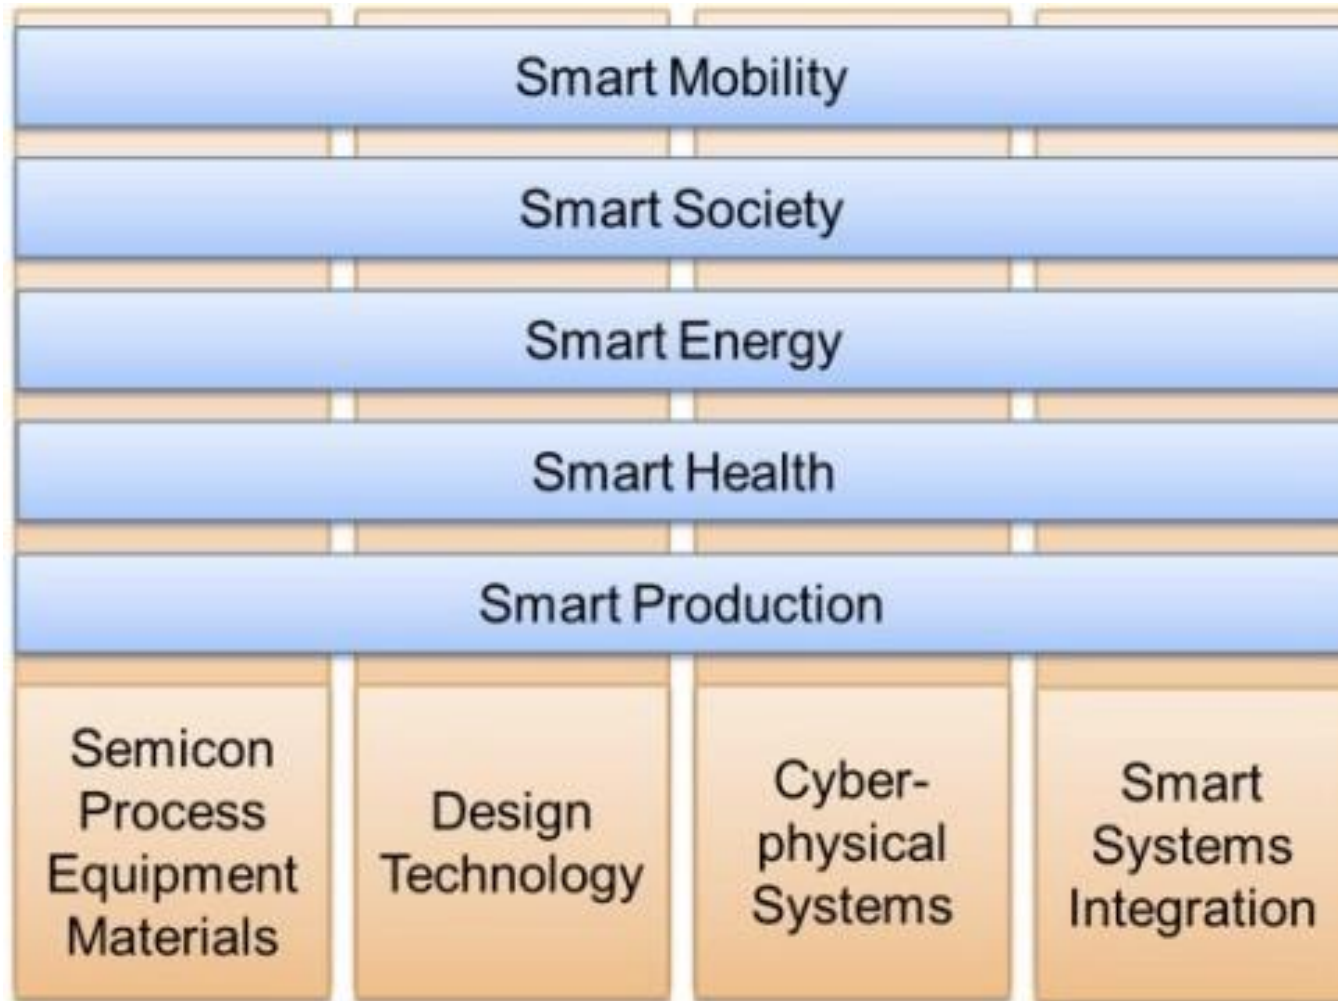 Smart Mobility
Smart Society
Smart Energy
Smart Health
Smart Production
Semicon
Process
Equipment
Materials
Design
Technology
Cyber-
physical
Systems
Smart
Systems
Integration